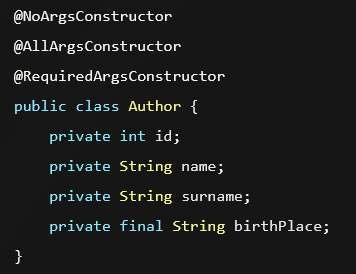 @NoArgsConstructor
@AllArgsConstructor
@RequiredArgsConstructor
public class Author {
    private int id;
    private String name;
    private String surname;
    private final String birthPlace;
}